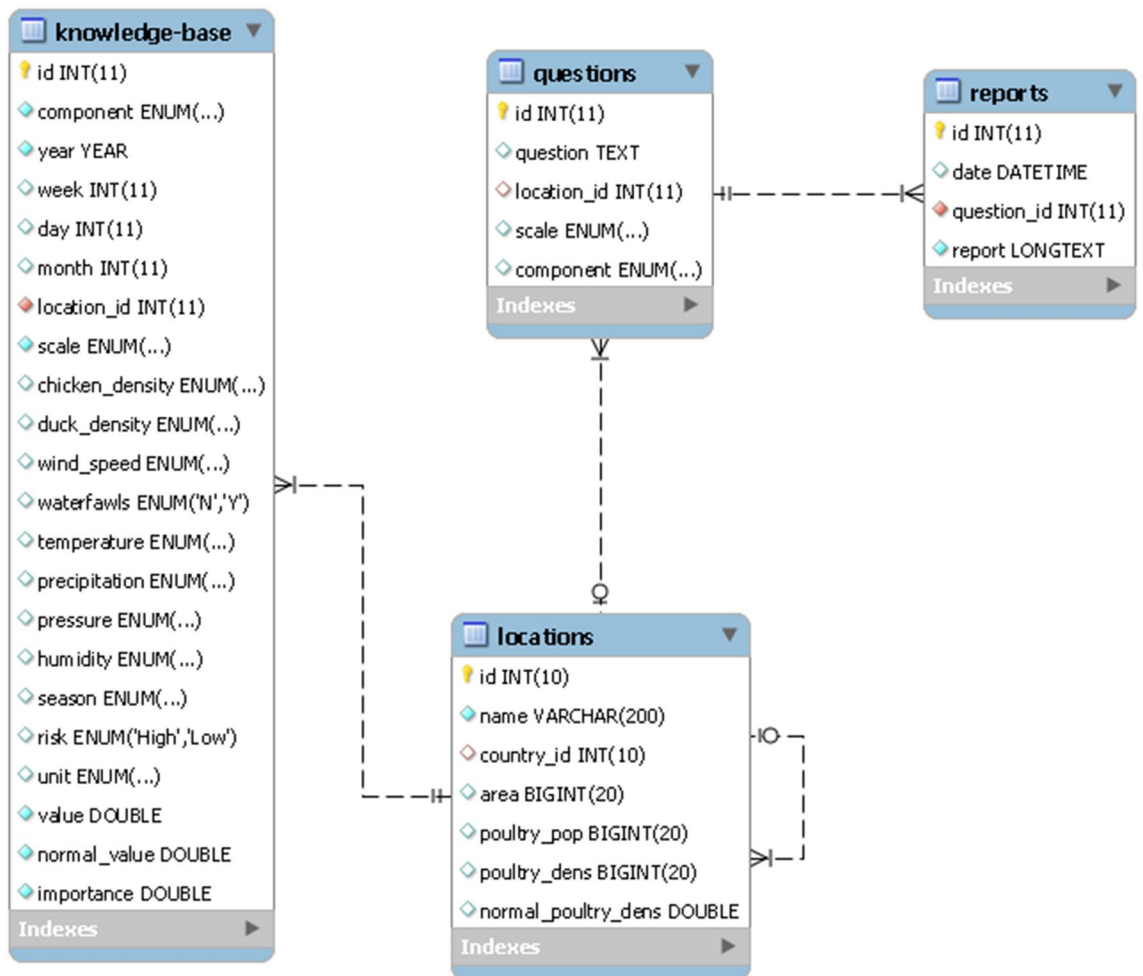 knowledge-base
id INT(11)
component ENUM(...)
year YEAR
week INT(11)
day INT(11)
month INT(11)
location_id INT(11)
scale ENUM(...)
chicken_density ENUM(...)
duck_density ENUM(...)
wind_speed ENUM(...)
waterfawls ENUM('N','Y')
temperature ENUM(...)
precipitation ENUM(...)
pressure ENUM(...)
humidity ENUM(...)
season ENUM(...)
risk ENUM('High','Low')
unit ENUM(...)
value DOUBLE
normal_value DOUBLE
importance DOUBLE
Indexes
questions
id INT(11)
question TEXT
location_id INT(11)
scale ENUM(...)
component ENUM(...)
Indexes
reports
id INT(11)
date DATETIME
question_id INT(11)
report LONGTEXT
Indexes
locations
id INT(10)
name VARCHAR(200)
country_id INT(10)
area BIGINT(20)
poultry_pop BIGINT(20)
poultry_dens BIGINT(20)
normal_poultry_dens DOUBLE
Indexes